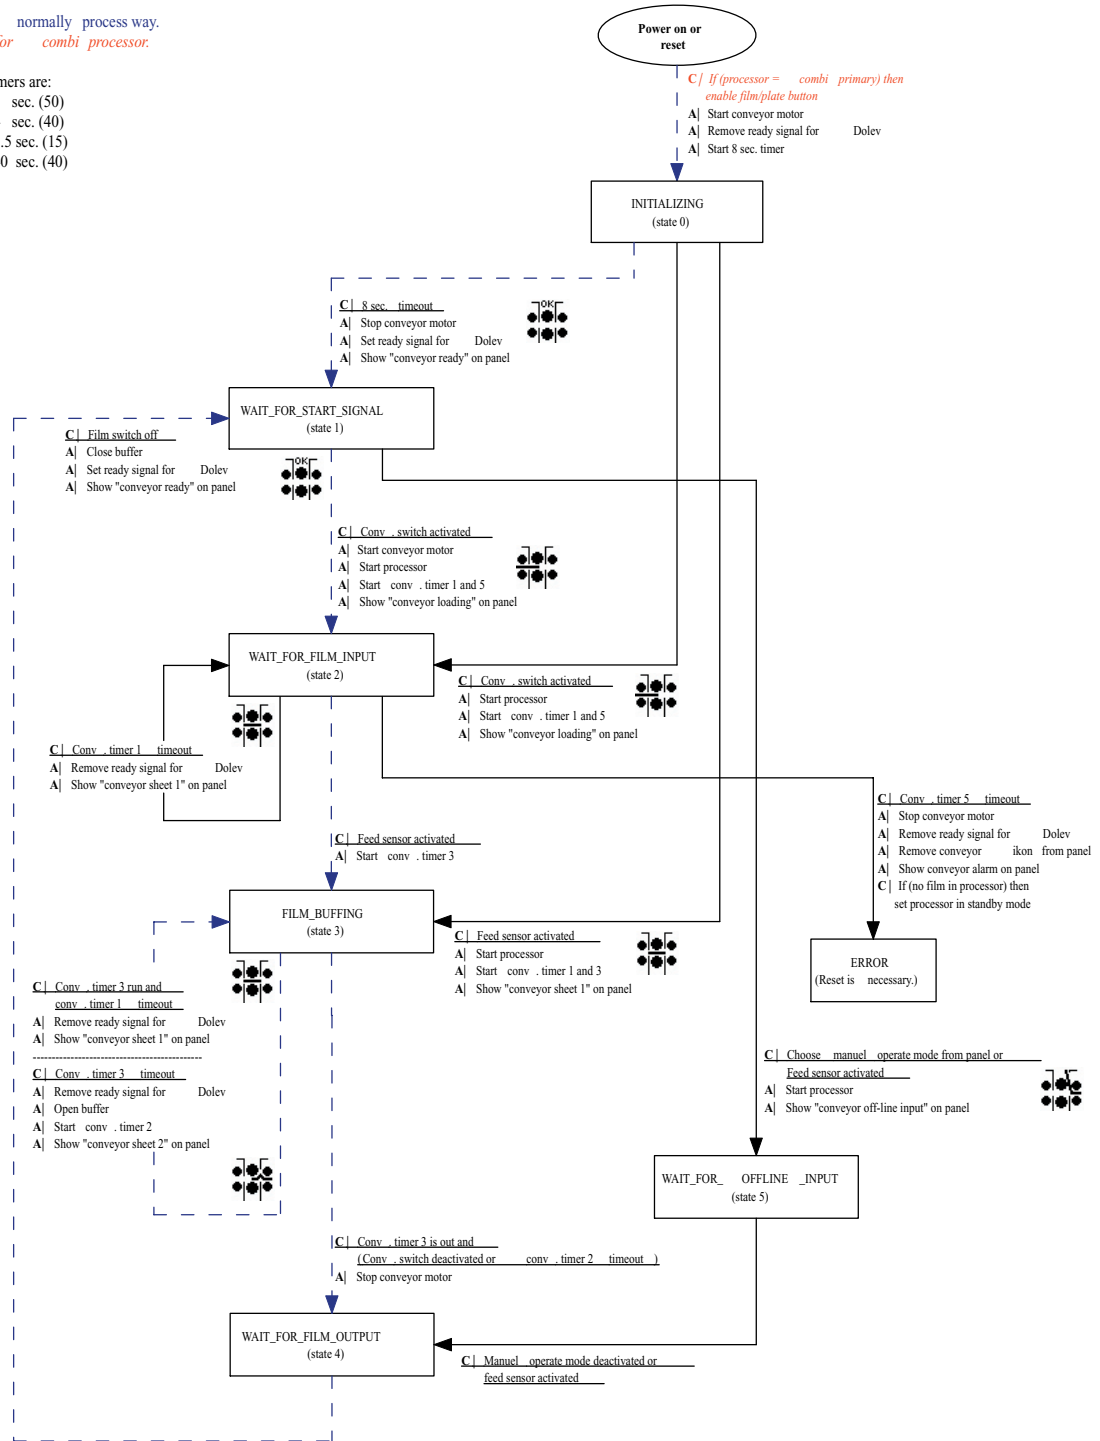 normally process way.
for combi processor.
mers are:
sec. (50)
sec. (40)
.5 sec. (15)
0 sec. (40)
Power on or
reset
C| If (processor = combi primary) then
enable film/plate button
A| Start conveyor motor
A| Remove ready signal for Dolev
A| Start 8 sec. timer
INITIALIZING
(state 0)
C| 8 sec. timeout
A| Stop conveyor motor
A| Set ready signal for Dolev
A| Show "conveyor ready" on panel
OK
WAIT_FOR_START_SIGNAL
(state 1)
C| Film switch off
A| Close buffer
A| Set ready signal for Dolev
A| Show "conveyor ready" on panel
OK
C| Conv . switch activated
A| Start conveyor motor
A| Start processor
A| Start conv . timer 1 and 5
A| Show "conveyor loading" on panel
WAIT_FOR_FILM_INPUT
(state 2)
C| Conv . switch activated
A| Start processor
A| Start conv . timer 1 and 5
A| Show "conveyor loading" on panel
C| Conv . timer 1 timeout
A| Remove ready signal for Dolev
A| Show "conveyor sheet 1" on panel
C| Conv . timer 5 timeout
A| Stop conveyor motor
A| Remove ready signal for Dolev
A| Remove conveyor ikon from panel
A| Show conveyor alarm on panel
C| If (no film in processor) then
set processor in standby mode
C| Feed sensor activated
A| Start conv . timer 3
FILM_BUFFING
(state 3)
C| Feed sensor activated
A| Start processor
A| Start conv . timer 1 and 3
A| Show "conveyor sheet 1" on panel
ERROR
(Reset is necessary.)
C| Conv . timer 3 run and
conv . timer 1 timeout
A| Remove ready signal for Dolev
A| Show "conveyor sheet 1" on panel
C| Conv . timer 3 timeout
A| Remove ready signal for Dolev
A| Open buffer
A| Start conv . timer 2
A| Show "conveyor sheet 2" on panel
C| Choose manuel operate mode from panel or
Feed sensor activated
A| Start processor
A| Show "conveyor off-line input" on panel
WAIT_FOR_ OFFLINE _INPUT
(state 5)
C| Conv . timer 3 is out and
(Conv . switch deactivated or conv . timer 2 timeout )
A| Stop conveyor motor
WAIT_FOR_FILM_OUTPUT
(state 4)
C| Manuel operate mode deactivated or
feed sensor activated